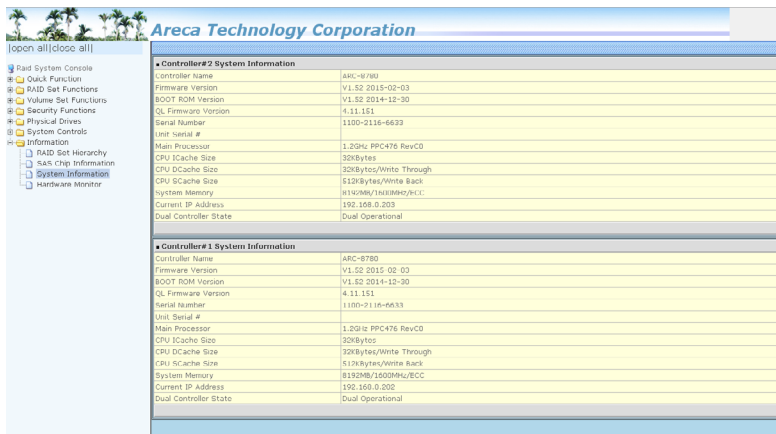 Areca Technology Corporation
|open all|close all|
Raid System Console
Quick Function
RAID Set Functions
Volume Set Functions
Security Functions
Physical Drives
System Controls
Information
RAID Set Hierarchy
SAS Chip Information
System Information
Hardware Monitor
Controller#2 System Information
Controller Name ARC-8780
Firmware Version V1.52 2015-02-03
BOOT ROM Version V1.52 2014-12-30
QL Firmware Version 4.11.151
Serial Number 1100-2116-6633
Unit Serial #
Main Processor 1.2GHz PPC476 RevC0
CPU ICache Size 32KBytes
CPU DCache Size 32KBytes/Write Through
CPU SCache Size 512KBytes/Write Back
System Memory 8192MB/1600MHz/ECC
Current IP Address 192.168.0.203
Dual Controller State Dual Operational
Controller#1 System Information
Controller Name ARC-8780
Firmware Version V1.52 2015-02-03
BOOT ROM Version V1.52 2014-12-30
QL Firmware Version 4.11.151
Serial Number 1100-2116-6633
Unit Serial #
Main Processor 1.2GHz PPC476 RevC0
CPU ICache Size 32KBytes
CPU DCache Size 32KBytes/Write Through
CPU SCache Size 512KBytes/Write Back
System Memory 8192MB/1600MHz/ECC
Current IP Address 192.168.0.202
Dual Controller State Dual Operational